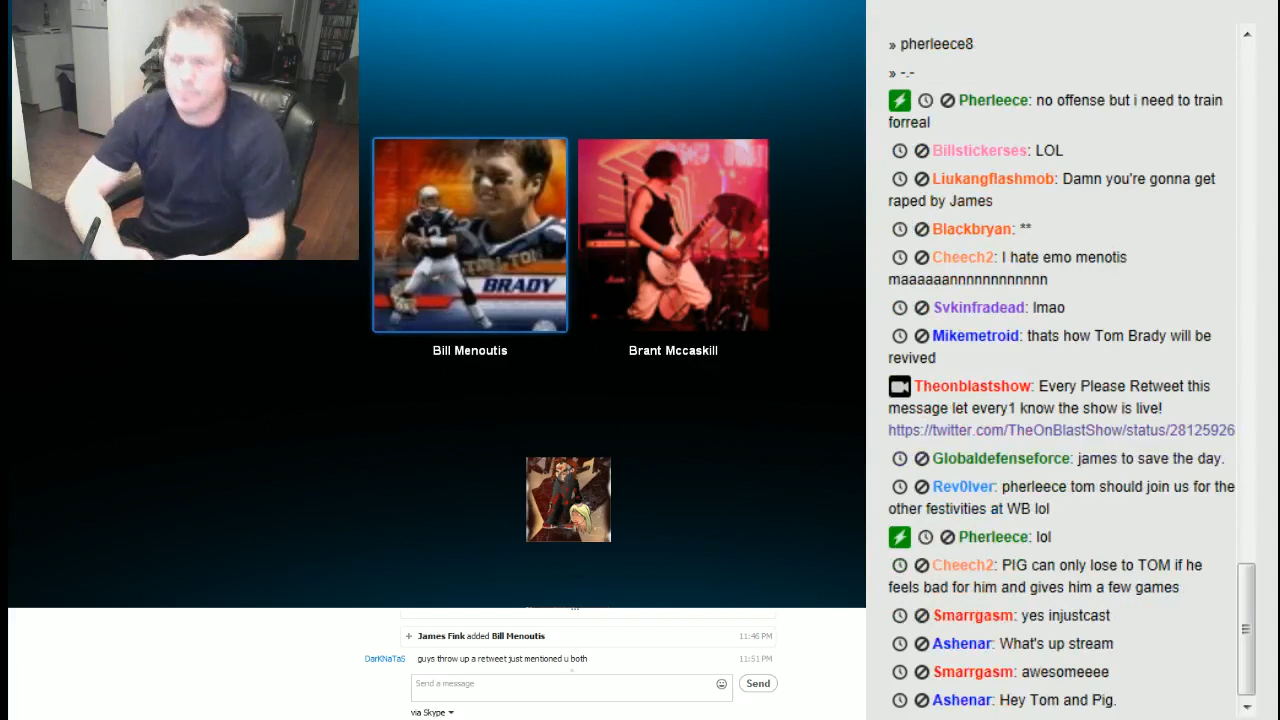 BRADY
Bill Menoutis
Brant Mccaskill
James Fink added Bill Menoutis
11:46 PM
DarKNaTaS guys throw up a retweet just mentioned u both
11:51 PM
Send a message
Send
via Skype
» pherleece8
» -.-
Pherleece: no offense but i need to train
forreal
Billstickerses: LOL
Liukangflashmob: Damn you're gonna get
raped by James
Blackbryan: **
Cheech2: I hate emo menotis
maaaaaannnnnnnnnnnn
Svkinfradead: lmao
Mikemetroid: thats how Tom Brady will be
revived
Theonblastshow: Every Please Retweet this
message let every1 know the show is live!
https://twitter.com/TheOnBlastShow/status/28125926
Globaldefenseforce: james to save the day.
Rev0lver: pherleece tom should join us for the
other festivities at WB lol
Pherleece: lol
Cheech2: PIG can only lose to TOM if he
feels bad for him and gives him a few games
Smarrgasm: yes injustcast
Ashenar: What's up stream
Smarrgasm: awesomeeee
Ashenar: Hey Tom and Pig.